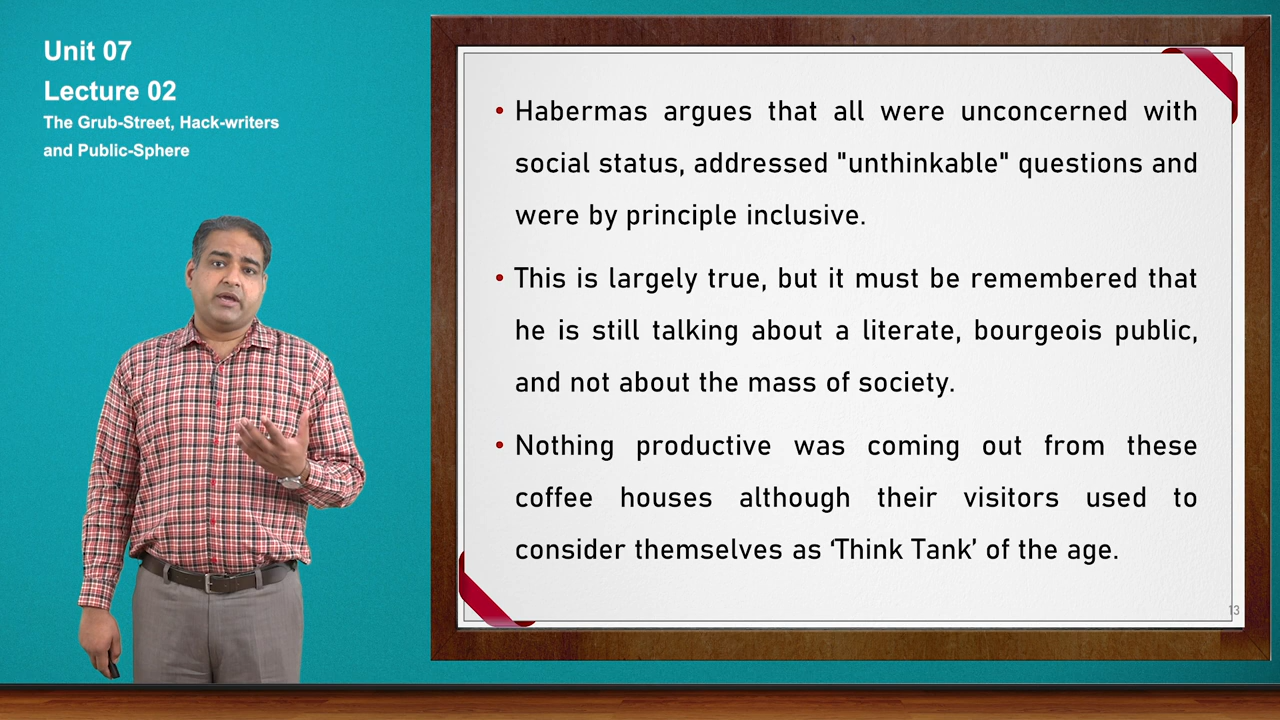 Unit 07
Lecture 02
The Grub-Street, Hack-writers
and Public-Sphere
• Habermas argues that all were unconcerned with
social status, addressed "unthinkable" questions and
were by principle inclusive.
• This is largely true, but it must be remembered that
he is still talking about a literate, bourgeois public,
and not about the mass of society.
• Nothing productive was coming out from these
coffee houses although their visitors used to
consider themselves as ‘Think Tank’ of the age.
13